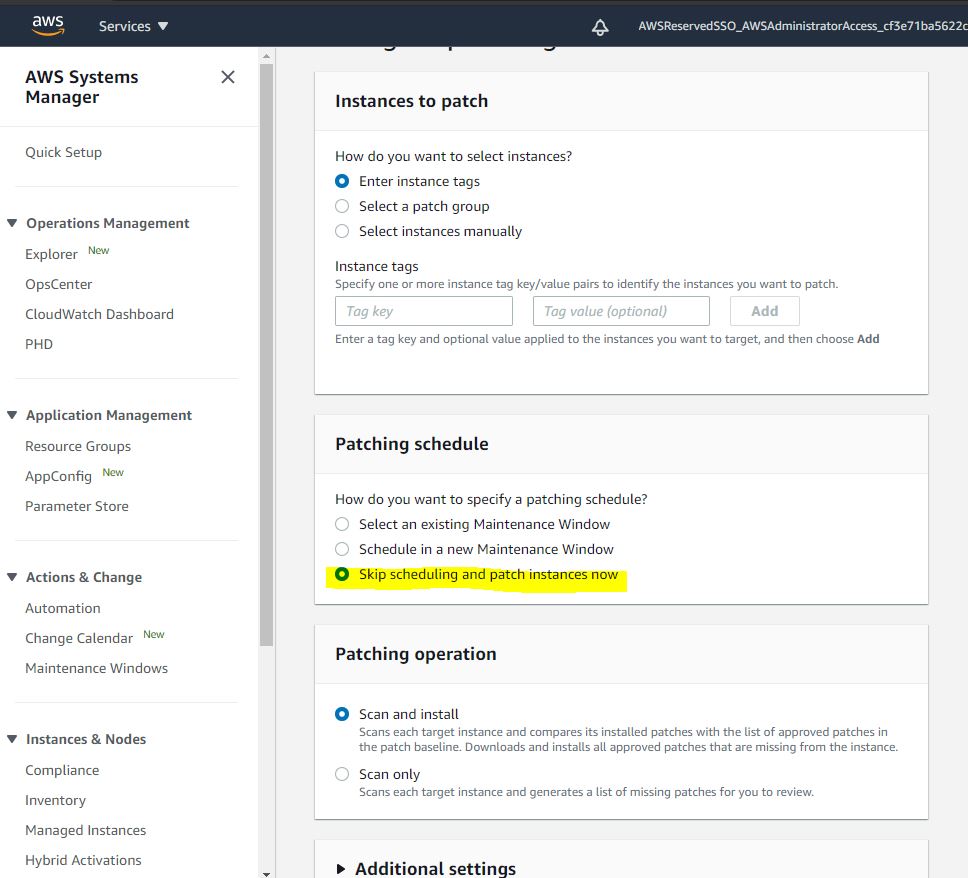 aws
Services
AWSReservedSSO_AWSAdministratorAccess_cf3e71ba5622c
AWS Systems
Manager
Quick Setup
Operations Management
Explorer New
OpsCenter
CloudWatch Dashboard
PHD
Application Management
Resource Groups
AppConfig New
Parameter Store
Actions & Change
Automation
Change Calendar New
Maintenance Windows
Instances & Nodes
Compliance
Inventory
Managed Instances
Hybrid Activations
Instances to patch
How do you want to select instances?
Enter instance tags
Select a patch group
Select instances manually
Instance tags
Specify one or more instance tag key/value pairs to identify the instances you want to patch.
Tag key Tag value (optional) Add
Enter a tag key and optional value applied to the instances you want to target, and then choose Add
Patching schedule
How do you want to specify a patching schedule?
Select an existing Maintenance Window
Schedule in a new Maintenance Window
Skip scheduling and patch instances now
Patching operation
Scan and install
Scans each target instance and compares its installed patches with the list of approved patches in
the patch baseline. Downloads and installs all approved patches that are missing from the instance.
Scan only
Scans each target instance and generates a list of missing patches for you to review.
Additional settings